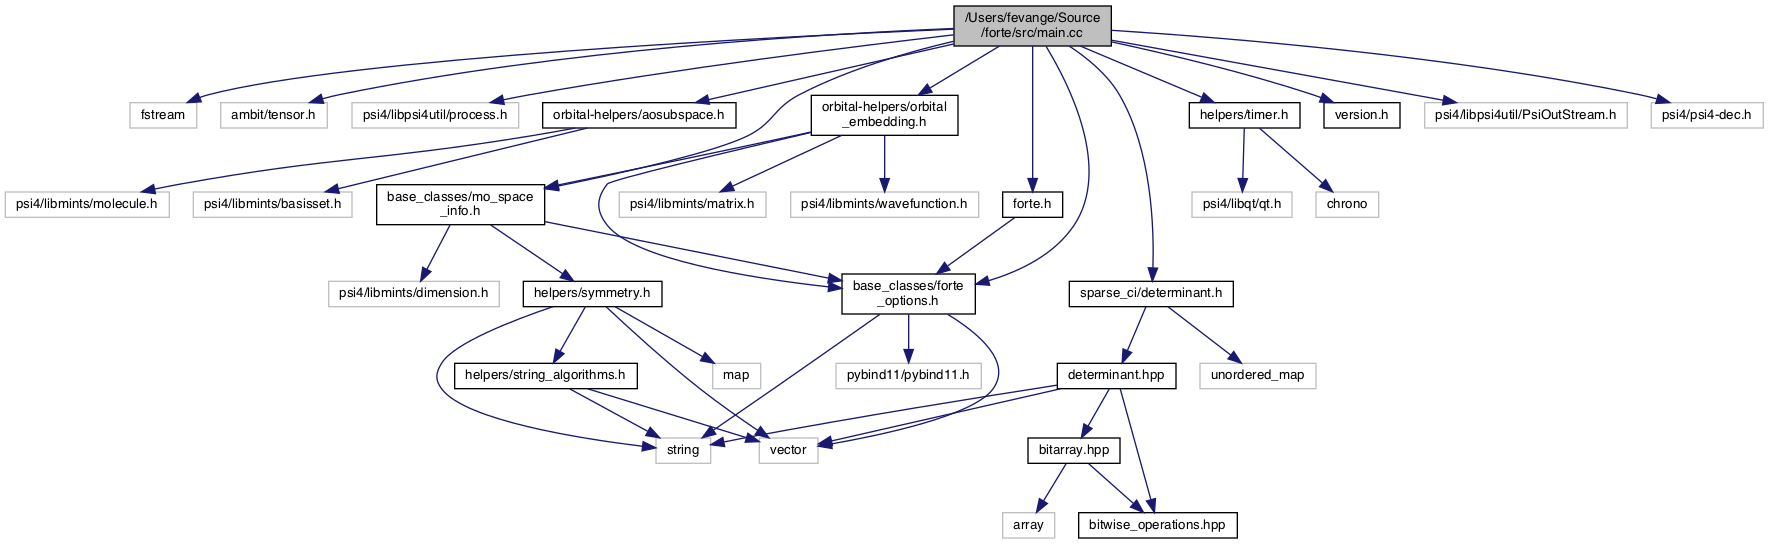 /Users/fevange/Source
/forte/src/main.cc
fstream
ambit/tensor.h
psi4/libpsi4util/process.h
orbital-helpers/aosubspace.h
orbital-helpers/orbital
_embedding.h
helpers/timer.h
version.h
psi4/libpsi4util/PsiOutStream.h
psi4/psi4-dec.h
psi4/libmints/molecule.h
psi4/libmints/basisset.h
base_classes/mo_space
_info.h
psi4/libmints/matrix.h
psi4/libmints/wavefunction.h
forte.h
psi4/libqt/qt.h
chrono
psi4/libmints/dimension.h
helpers/symmetry.h
base_classes/forte
_options.h
sparse_ci/determinant.h
helpers/string_algorithms.h
map
pybind11/pybind11.h
determinant.hpp
unordered_map
string
vector
bitarray.hpp
array
bitwise_operations.hpp